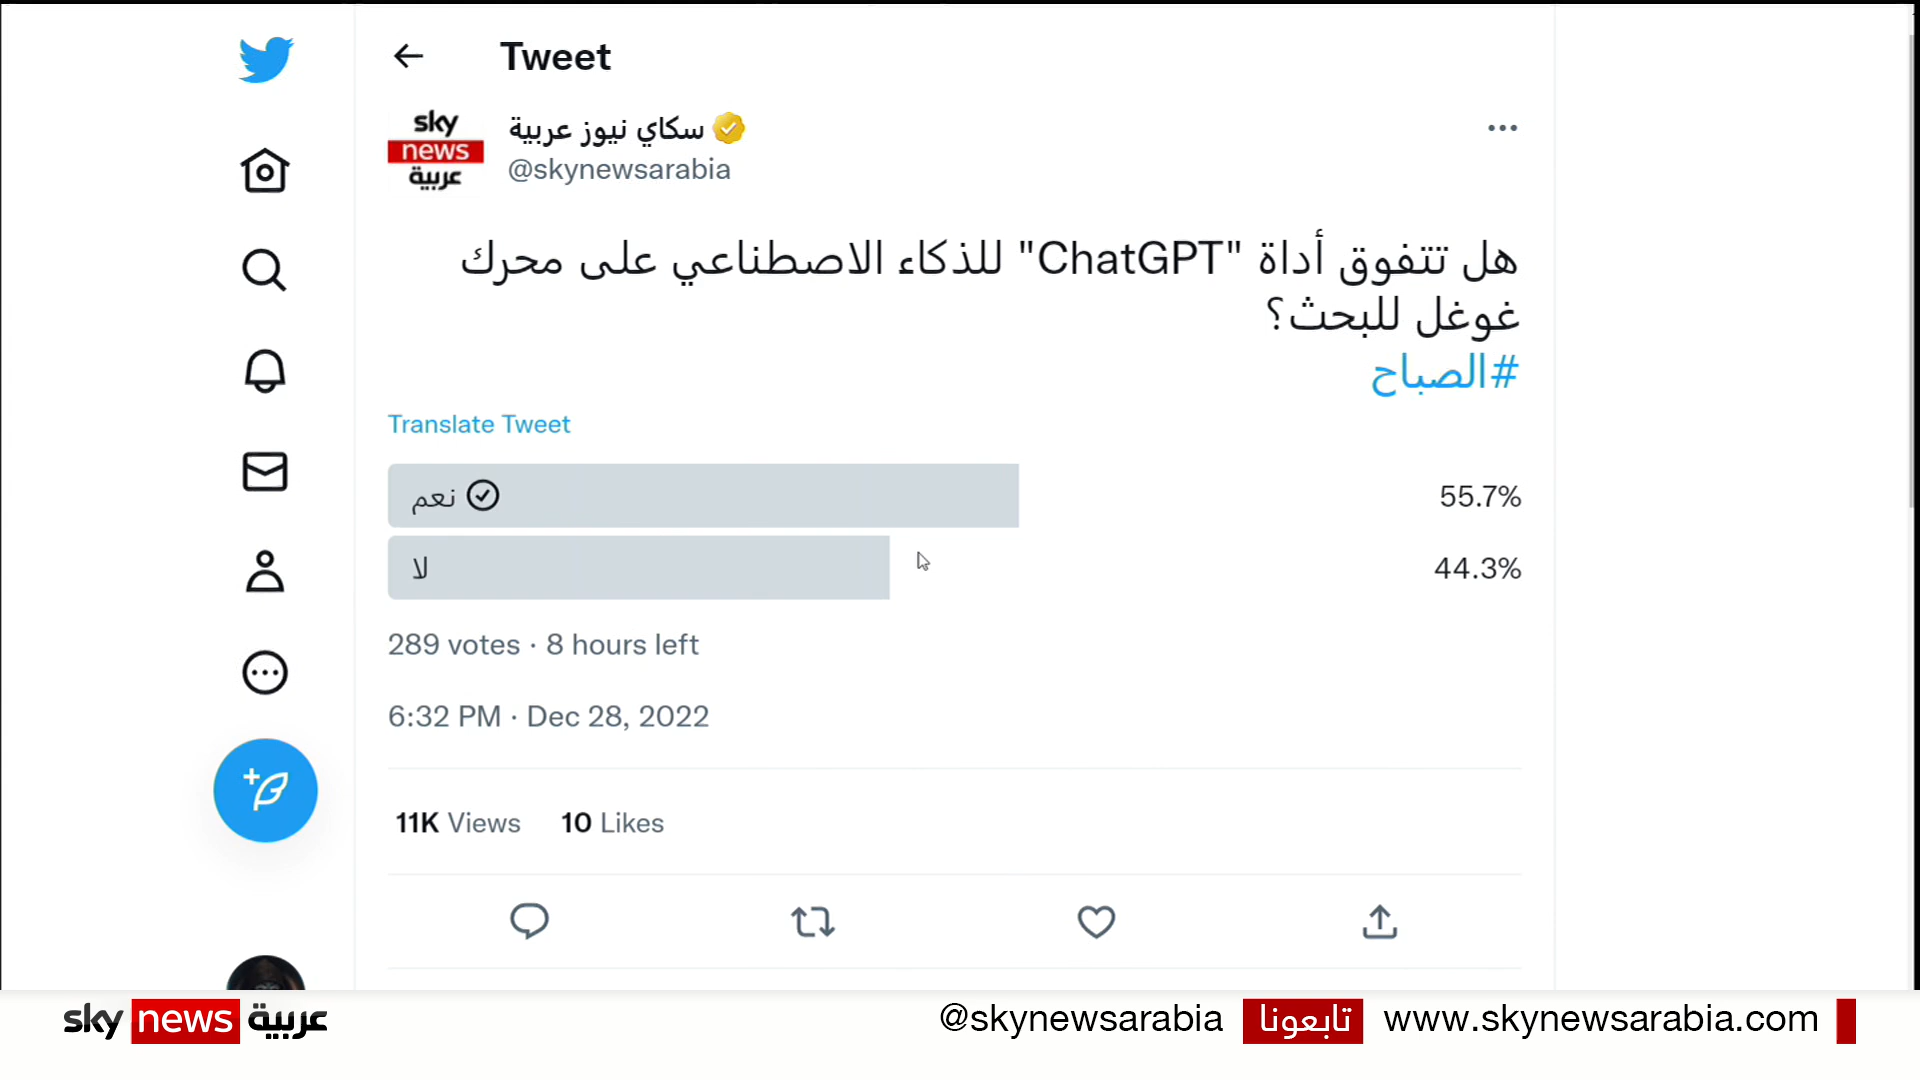 Tweet
sky news عربية
سكاي نيوز عربية
@skynewsarabia
هل تتفوق أداة "ChatGPT" للذكاء الاصطناعي على محرك
غوغل للبحث؟
#الصباح
Translate Tweet
نعم 55.7%
لا 44.3%
289 votes · 8 hours left
6:32 PM · Dec 28, 2022
11K Views 10 Likes
sky news عربية @skynewsarabia تابعونا www.skynewsarabia.com